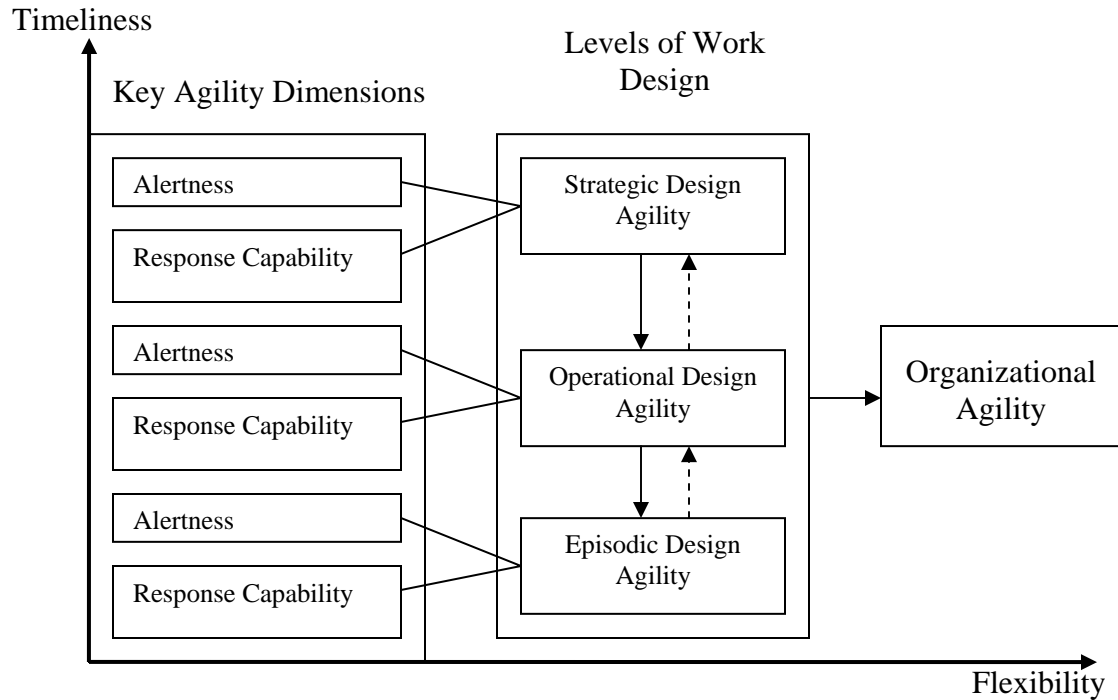 Timeliness
Levels of Work
Design
Key Agility Dimensions
Alertness
Response Capability
Alertness
Response Capability
Alertness
Response Capability
Strategic Design
Agility
Operational Design
Agility
Episodic Design
Agility
Organizational
Agility
Flexibility